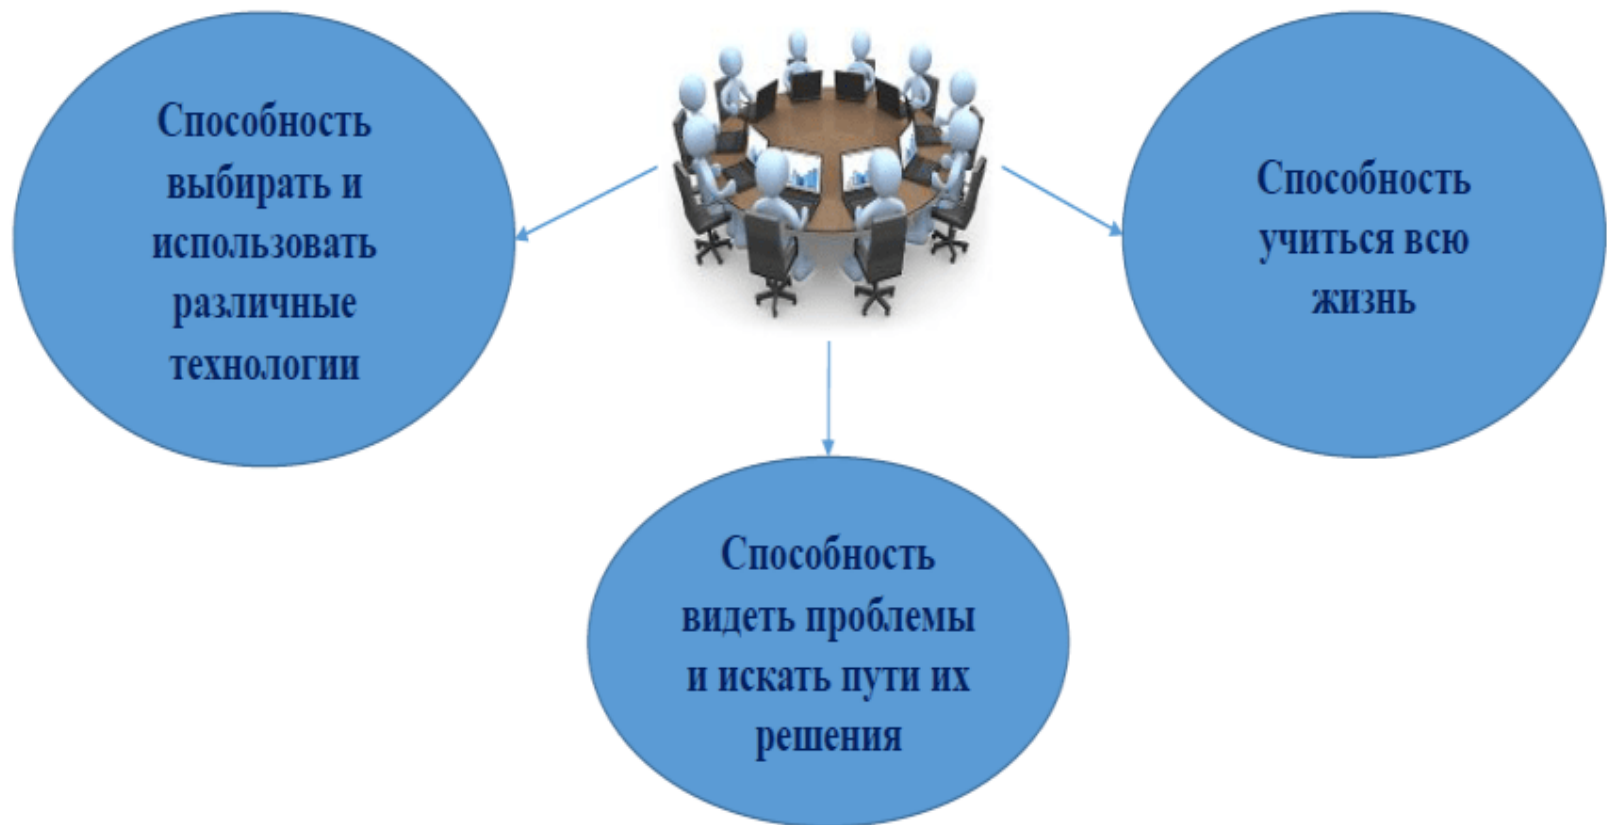 Способность
выбирать и
использовать
различные
технологии
Способность
учиться всю
жизнь
Способность
видеть проблемы
и искать пути их
решения